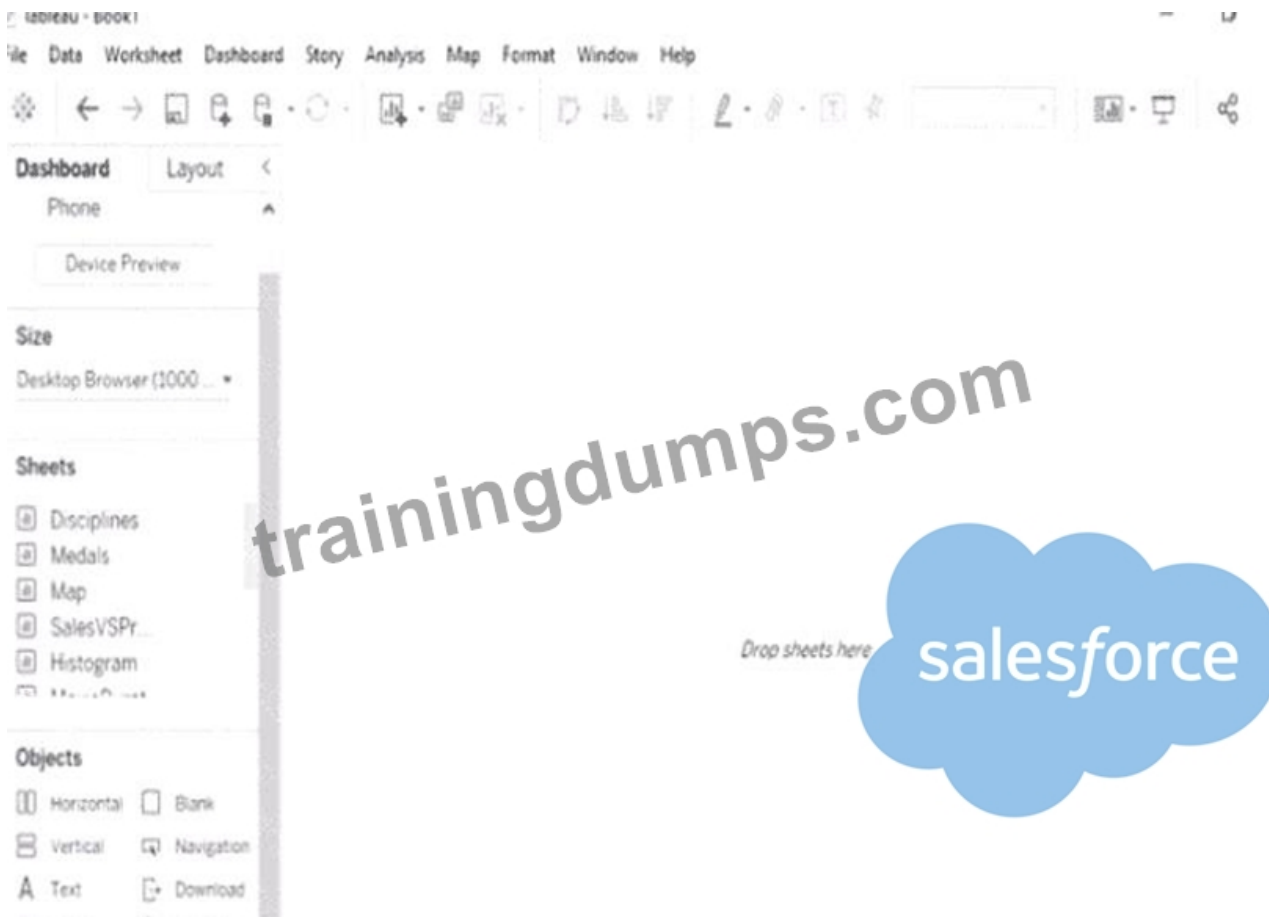 Tableau - Book1
File Data Worksheet Dashboard Story Analysis Map Format Window Help
Dashboard Layout
Phone
Device Preview
Size
Desktop Browser (1000 ...
Sheets
Disciplines
Medals
Map
SalesVSPr...
Histogram
Drop sheets here
salesforce
trainingdumps.com
Objects
Horizontal Blank
Vertical Navigation
A Text Download